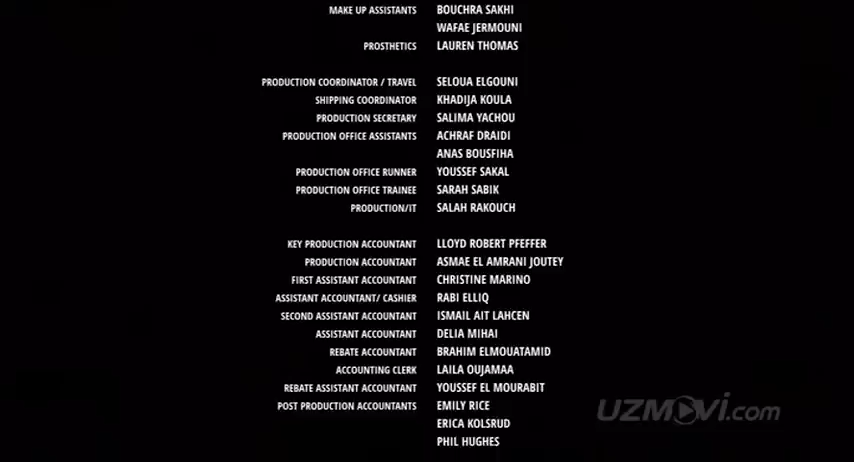 MAKE UP ASSISTANTS BOUCHRA SAKHI
WAFAE JERMOUNI
PROSTHETICS LAUREN THOMAS
PRODUCTION COORDINATOR / TRAVEL SELOUA ELGOUNI
SHIPPING COORDINATOR KHADIJA KOULA
PRODUCTION SECRETARY SALIMA YACHOU
PRODUCTION OFFICE ASSISTANTS ACHRAF DRAIDI
ANAS BOUSFIHA
PRODUCTION OFFICE RUNNER YOUSSEF SAKAL
PRODUCTION OFFICE TRAINEE SARAH SABIK
PRODUCTION/IT SALAH RAKOUCH
KEY PRODUCTION ACCOUNTANT LLOYD ROBERT PFEFFER
PRODUCTION ACCOUNTANT ASMAE EL AMRANI JOUTEY
FIRST ASSISTANT ACCOUNTANT CHRISTINE MARINO
ASSISTANT ACCOUNTANT/ CASHIER RABI ELLIQ
SECOND ASSISTANT ACCOUNTANT ISMAIL AIT LAHCEN
ASSISTANT ACCOUNTANT DELIA MIHAI
REBATE ACCOUNTANT BRAHIM ELMOUATAMID
ACCOUNTING CLERK LAILA OUJAMAA
REBATE ASSISTANT ACCOUNTANT YOUSSEF EL MOURABIT
POST PRODUCTION ACCOUNTANTS EMILY RICE
ERICA KOLSRUD
PHIL HUGHES
UZMOVI.com